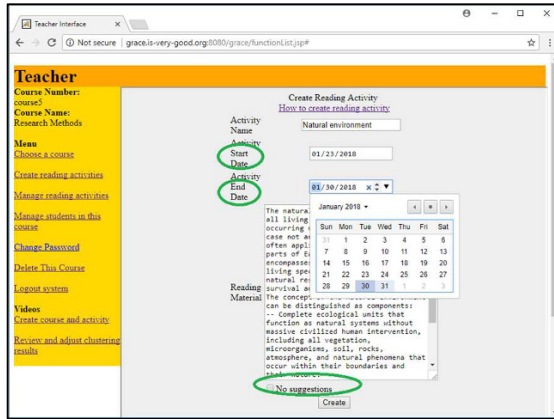 Teacher Interface
Not secure | grace.is-very-good.org:8080/grace/functionList.jsp#
Teacher
Course Number:
course5
Course Name:
Research Methods
Menu
Choose a course
Create reading activities
Manage reading activities
Manage students in this
course
Change Password
Delete This Course
Logout system
Videos
Create course and activity
Review and adjust clustering
results
Create Reading Activity
How to create reading activity
Activity
Name
Natural environment
Activity
Start
Date
01/23/2018
Activity
End
Date
01/30/2018
January 2018
Sun Mon Tue Wed Thu Fri Sat
31 1 2 3 4 5 6
7 8 9 10 11 12 13
14 15 16 17 18 19 20
21 22 23 24 25 26 27
28 29 30 31 1 2 3
Reading
Material
The natural
all living
occurring
case not
often
parts of
encompasses
living
natural
survival
The concept of the
can be distinguished as components:
-- Complete ecological units that
function as natural systems without
massive civilized human intervention,
including all vegetation,
microorganisms, soil, rocks,
atmosphere, and natural phenomena that
occur within their boundaries and
their nature.
No suggestions
Create